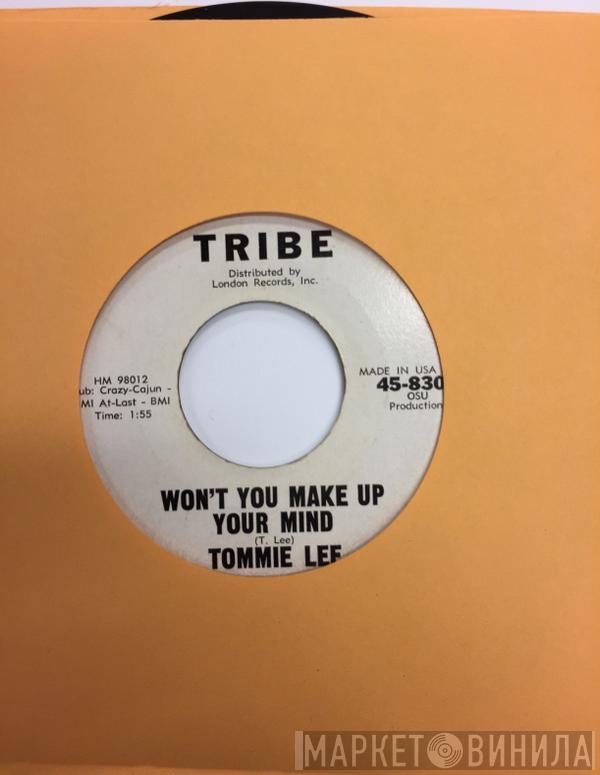 TRIBE
Distributed by
London Records, Inc.
HM 98012
ub: Crazy-Cajun -
MI At-Last - BMI
Time: 1:55
MADE IN USA
45-830
OSU
Production
WON'T YOU MAKE UP
YOUR MIND
(T. Lee)
TOMMIE LEE
МАРКЕТ ВИНИЛА